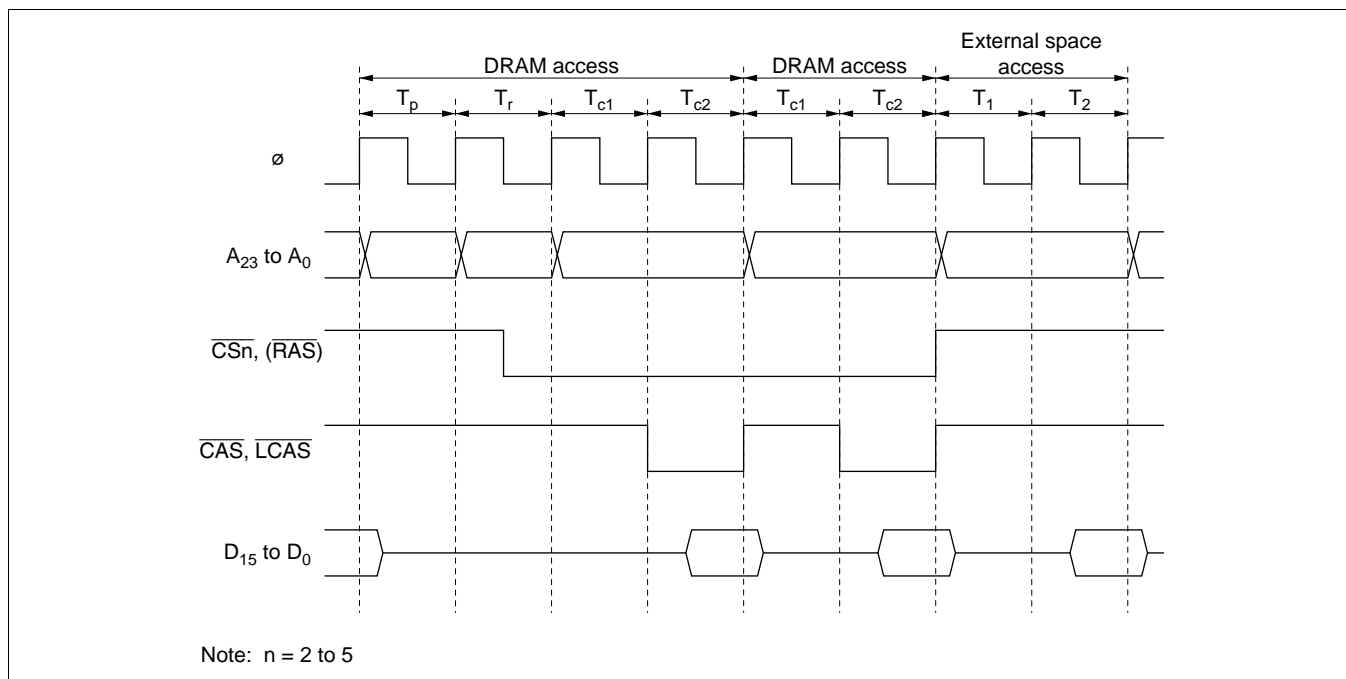 External space
access
DRAM access
DRAM access
Tp
Tr
Tc1
Tc2
Tc1
Tc2
T1
T2
ø
A23 to A0
CSn, (RAS)
CAS, LCAS
D15 to D0
Note: n = 2 to 5